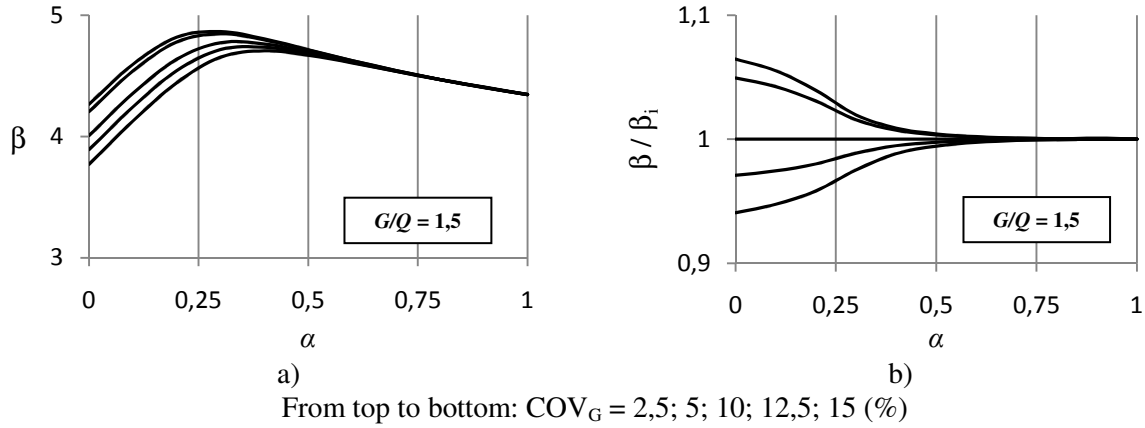 5
4
3
β
G/Q = 1,5
0 0,25 0,5 0,75 1
α
a)
1,1
1
0,9
β / βi
G/Q = 1,5
0 0,25 0,5 0,75 1
α
b)
From top to bottom: COVG = 2,5; 5; 10; 12,5; 15 (%)